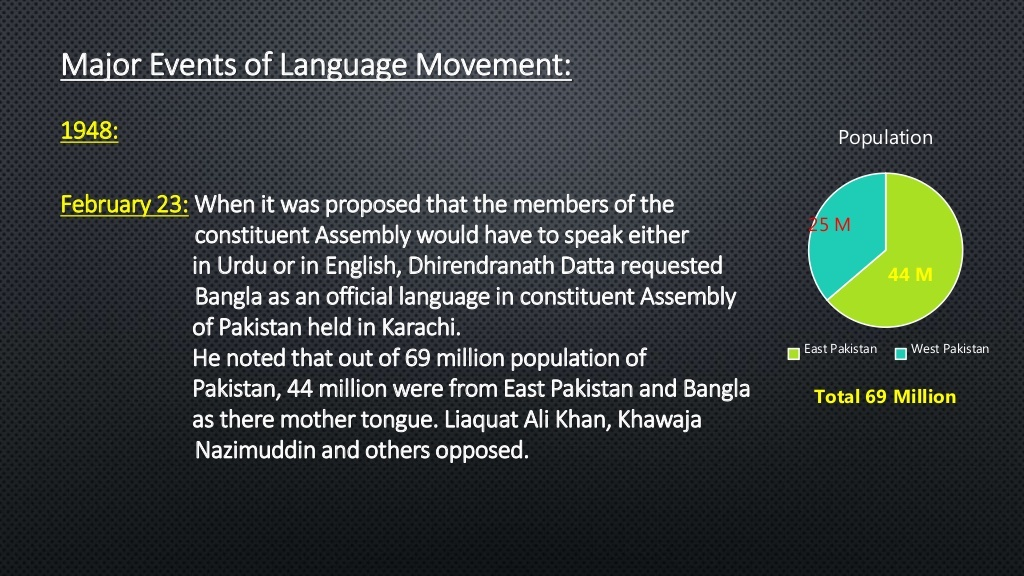 Major Events of Language Movement:
1948:
February 23: When it was proposed that the members of the
constituent Assembly would have to speak either
in Urdu or in English, Dhirendranath Datta requested
Bangla as an official language in constituent Assembly
of Pakistan held in Karachi.
He noted that out of 69 million population of
Pakistan, 44 million were from East Pakistan and Bangla
as there mother tongue. Liaquat Ali Khan, Khawaja
Nazimuddin and others opposed.
Population
25 M
44 M
East Pakistan West Pakistan
Total 69 Million